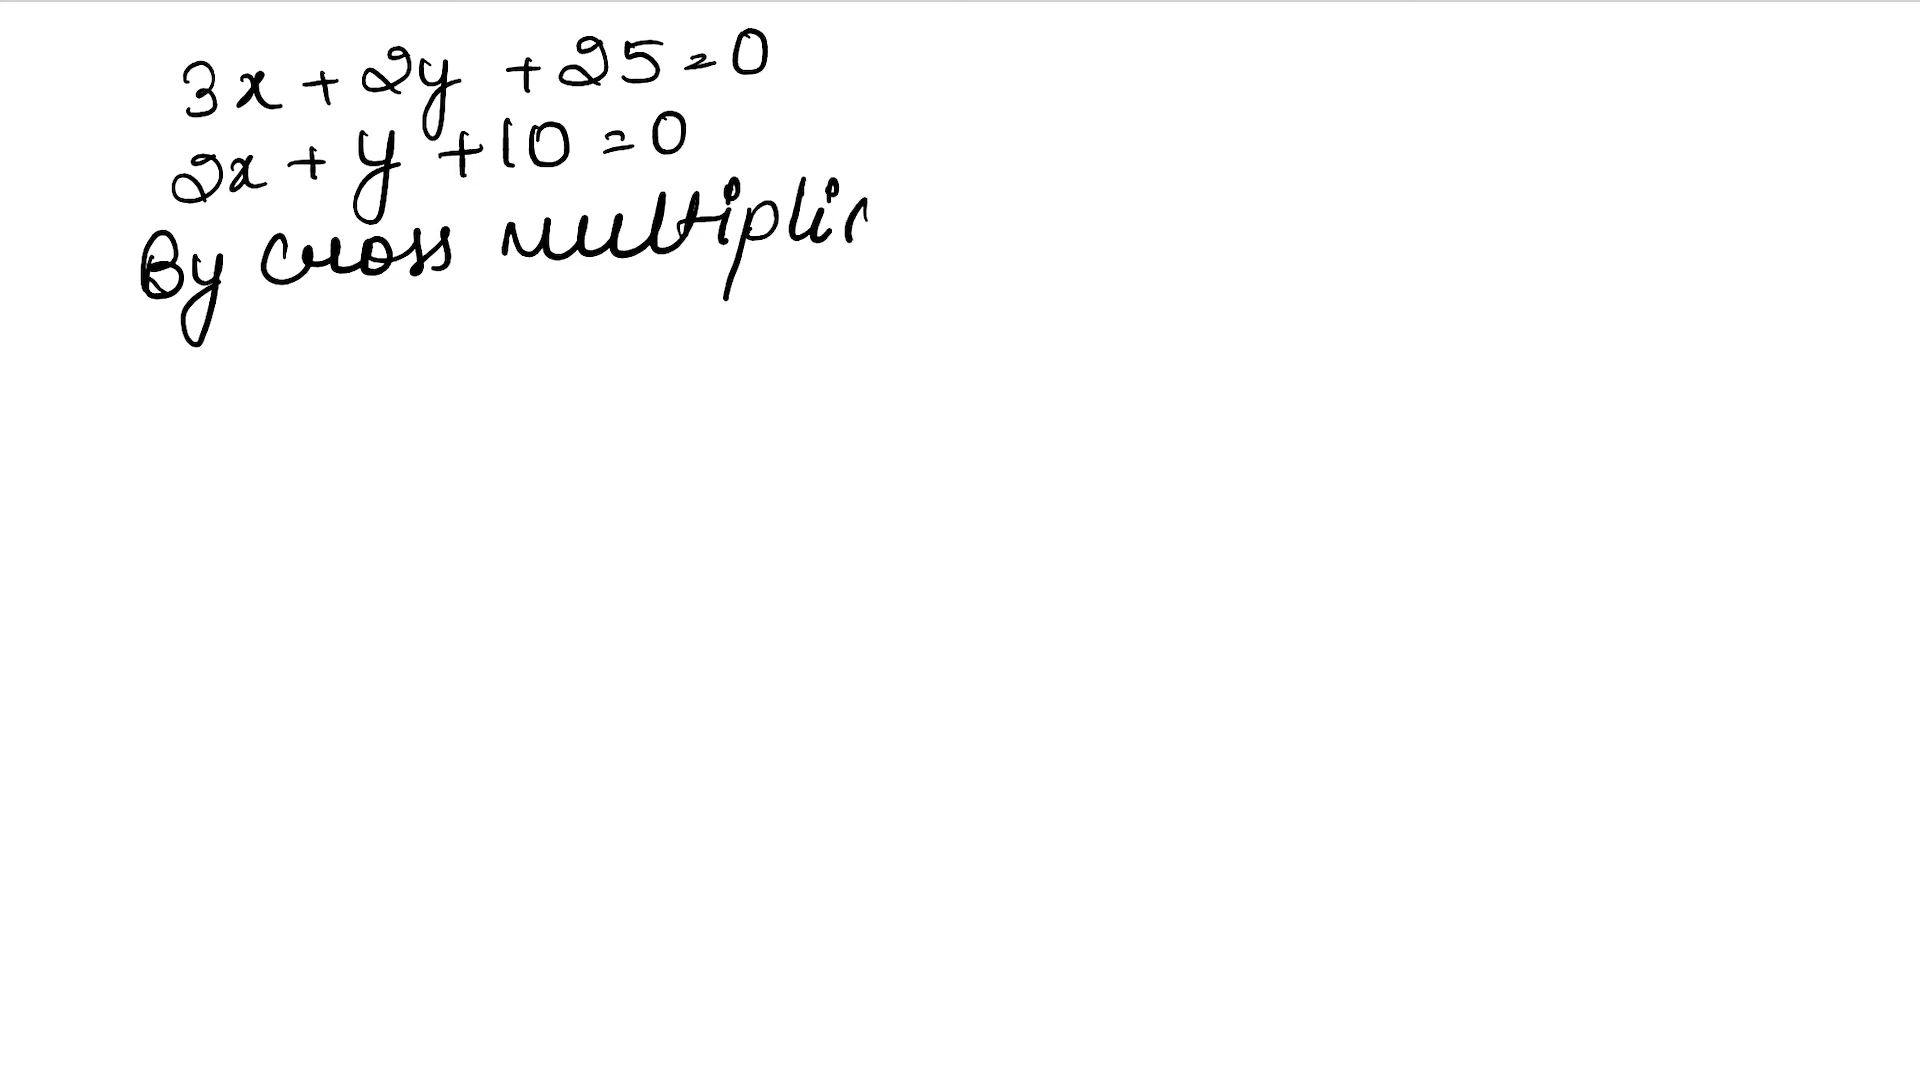 3x + 2y + 25 = 0
2x + y + 10 = 0
By cross multiplic